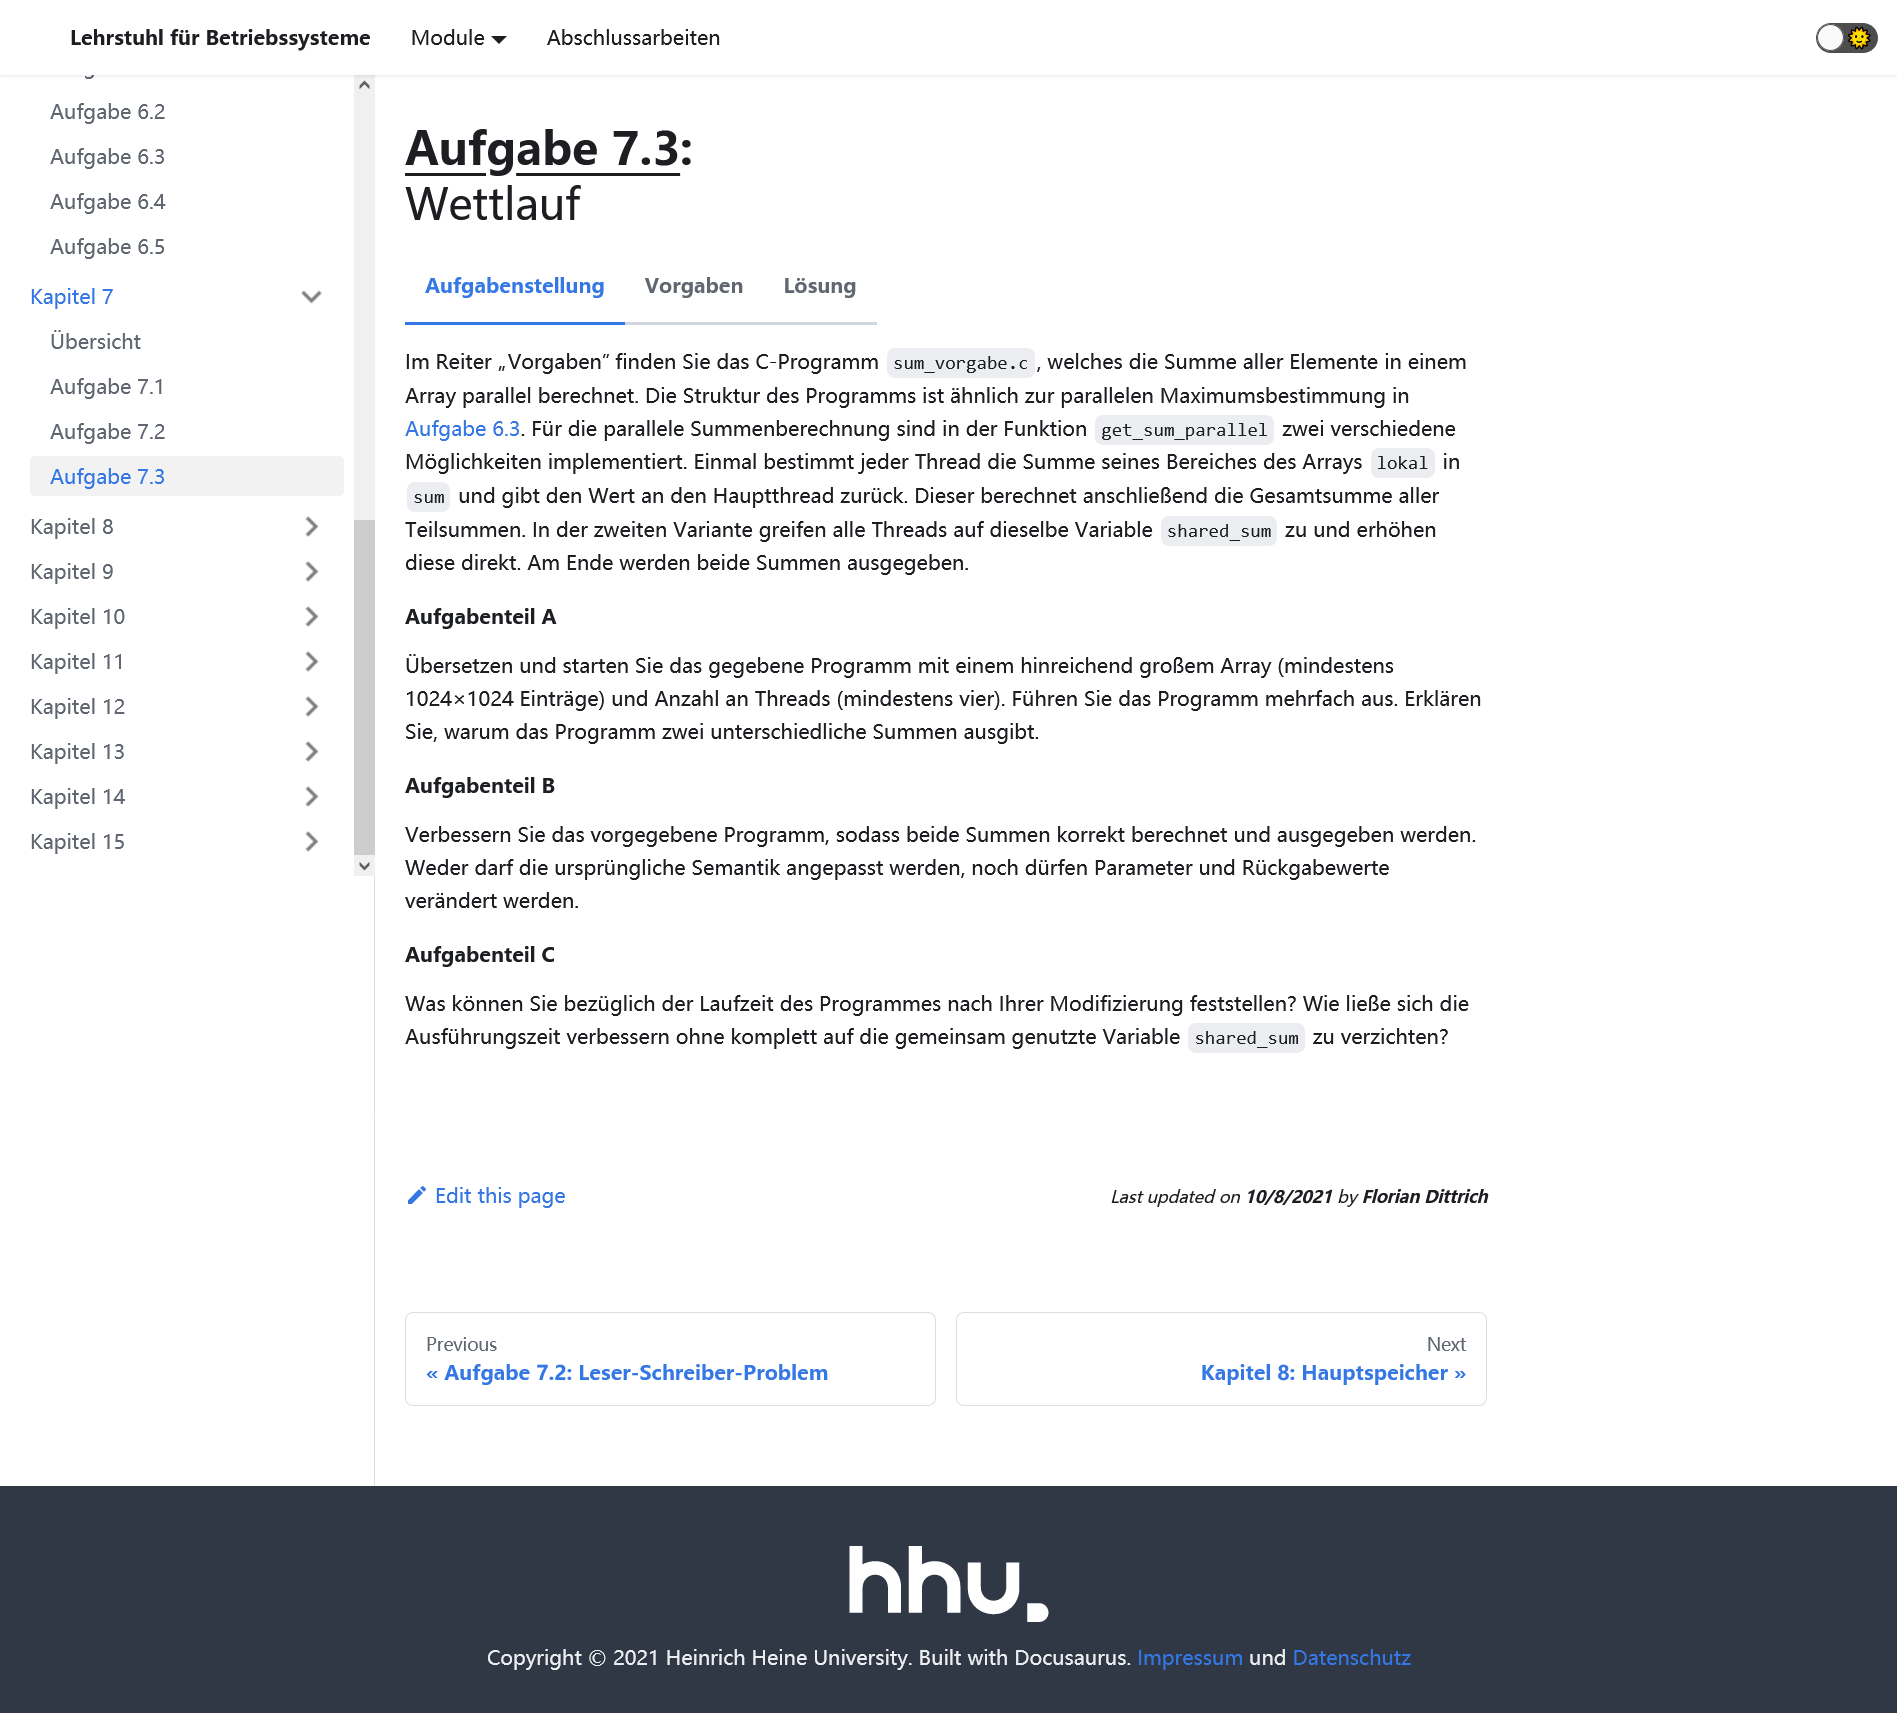 Lehrstuhl für Betriebssysteme Module Abschlussarbeiten
Aufgabe 6.2
Aufgabe 6.3
Aufgabe 6.4
Aufgabe 6.5
Kapitel 7
Übersicht
Aufgabe 7.1
Aufgabe 7.2
Aufgabe 7.3
Kapitel 8
Kapitel 9
Kapitel 10
Kapitel 11
Kapitel 12
Kapitel 13
Kapitel 14
Kapitel 15
Aufgabe 7.3:
Wettlauf
Aufgabenstellung Vorgaben Lösung
Im Reiter „Vorgaben” finden Sie das C-Programm sum_vorgabe.c, welches die Summe aller Elemente in einem
Array parallel berechnet. Die Struktur des Programms ist ähnlich zur parallelen Maximumsbestimmung in
Aufgabe 6.3. Für die parallele Summenberechnung sind in der Funktion get_sum_parallel zwei verschiedene
Möglichkeiten implementiert. Einmal bestimmt jeder Thread die Summe seines Bereiches des Arrays lokal in
sum und gibt den Wert an den Hauptthread zurück. Dieser berechnet anschließend die Gesamtsumme aller
Teilsummen. In der zweiten Variante greifen alle Threads auf dieselbe Variable shared_sum zu und erhöhen
diese direkt. Am Ende werden beide Summen ausgegeben.
Aufgabenteil A
Übersetzen und starten Sie das gegebene Programm mit einem hinreichend großem Array (mindestens
1024×1024 Einträge) und Anzahl an Threads (mindestens vier). Führen Sie das Programm mehrfach aus. Erklären
Sie, warum das Programm zwei unterschiedliche Summen ausgibt.
Aufgabenteil B
Verbessern Sie das vorgegebene Programm, sodass beide Summen korrekt berechnet und ausgegeben werden.
Weder darf die ursprüngliche Semantik angepasst werden, noch dürfen Parameter und Rückgabewerte
verändert werden.
Aufgabenteil C
Was können Sie bezüglich der Laufzeit des Programmes nach Ihrer Modifizierung feststellen? Wie ließe sich die
Ausführungszeit verbessern ohne komplett auf die gemeinsam genutzte Variable shared_sum zu verzichten?
Edit this page
Last updated on 10/8/2021 by Florian Dittrich
Previous
« Aufgabe 7.2: Leser-Schreiber-Problem
Next
Kapitel 8: Hauptspeicher »
hhu.
Copyright © 2021 Heinrich Heine University. Built with Docusaurus. Impressum und Datenschutz